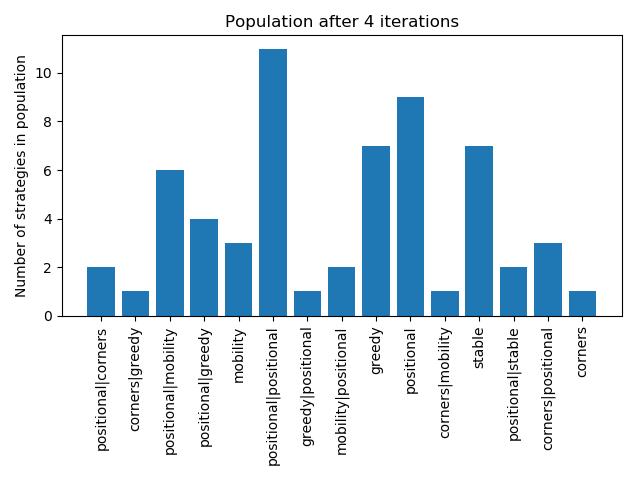 Population after 4 iterations
Number of strategies in population
10
8
6
4
2
0
positional|corners
corners|greedy
positional|mobility
positional|greedy
mobility
positional|positional
greedy|positional
mobility|positional
greedy
positional
corners|mobility
stable
positional|stable
corners|positional
corners